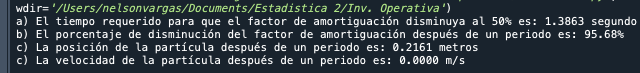 wdir='/Users/nelsonvargas/Documents/Estadistica 2/Inv. Operativa')
a) El tiempo requerido para que el factor de amortiguación disminuya al 50% es: 1.3863 segundo
b) El porcentaje de disminución del factor de amortiguación después de un periodo es: 95.68%
c) La posición de la partícula después de un periodo es: 0.2161 metros
c) La velocidad de la partícula después de un periodo es: 0.0000 m/s